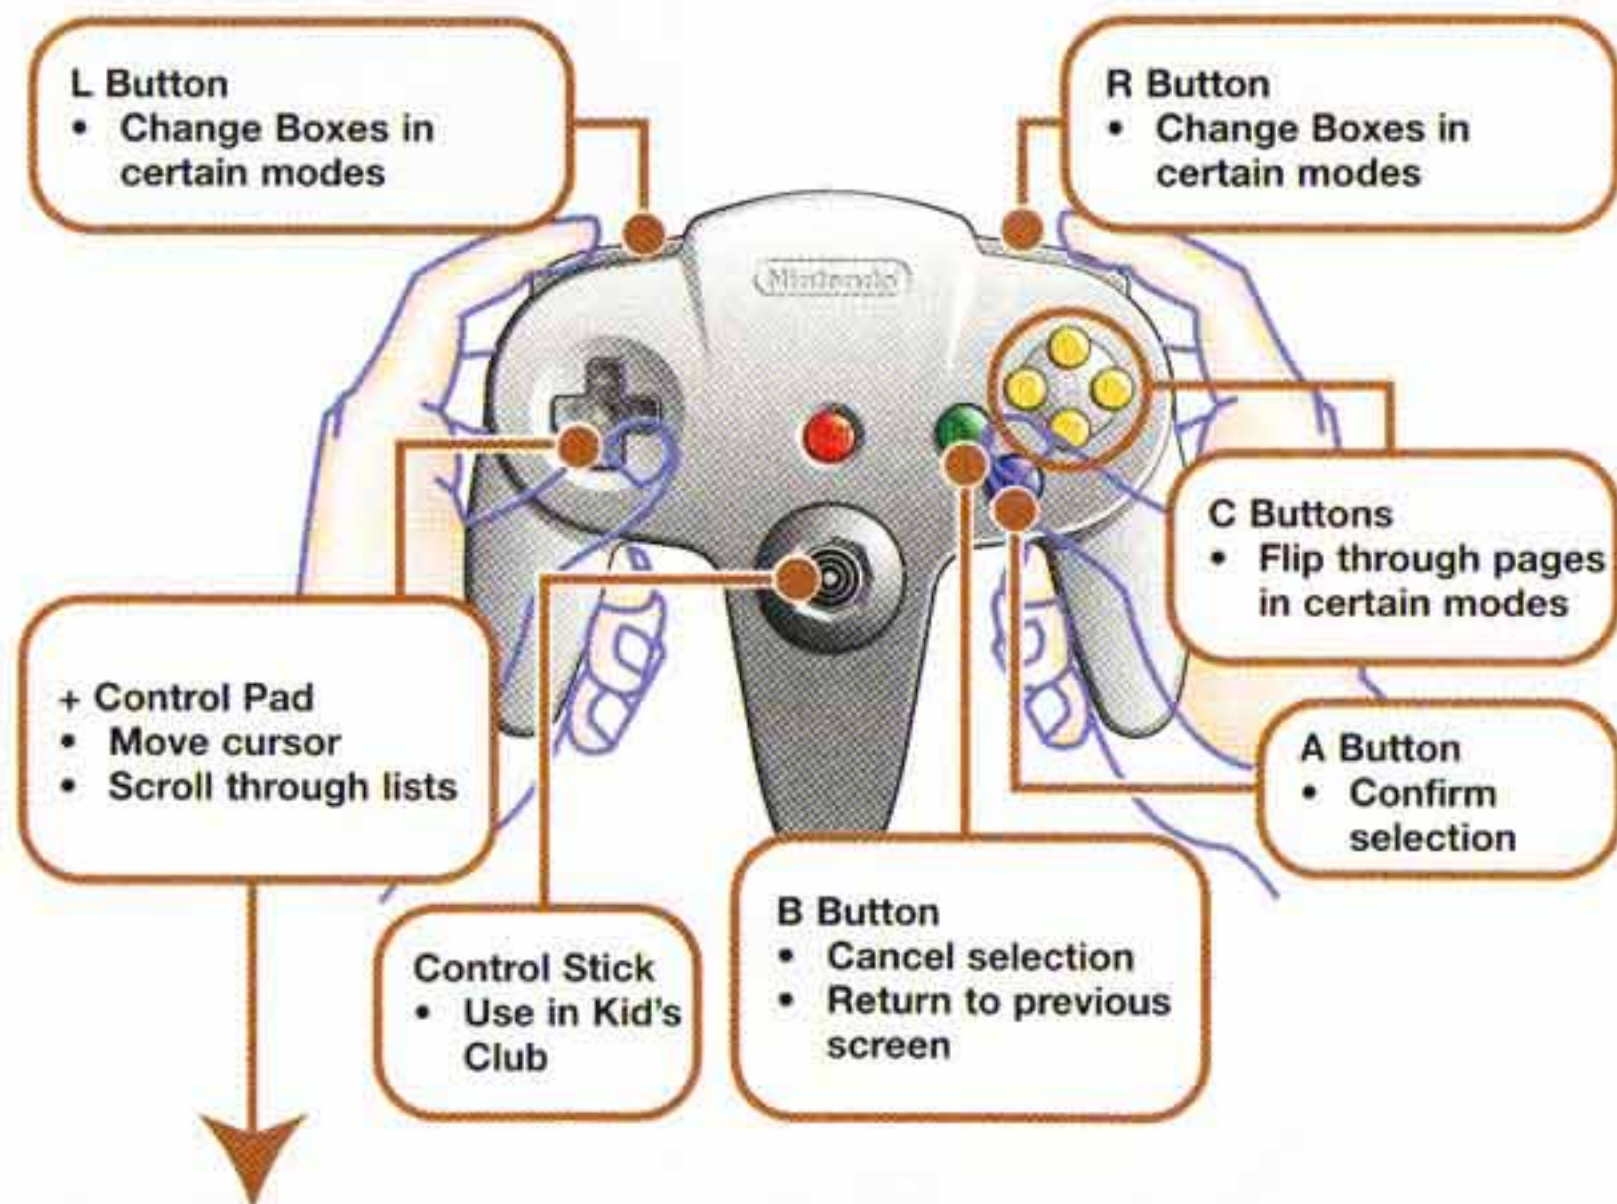 L Button
• Change Boxes in
certain modes
R Button
• Change Boxes in
certain modes
Nintendo
C Buttons
• Flip through pages
in certain modes
+ Control Pad
• Move cursor
• Scroll through lists
A Button
• Confirm
selection
B Button
• Cancel selection
• Return to previous
screen
Control Stick
• Use in Kid's
Club